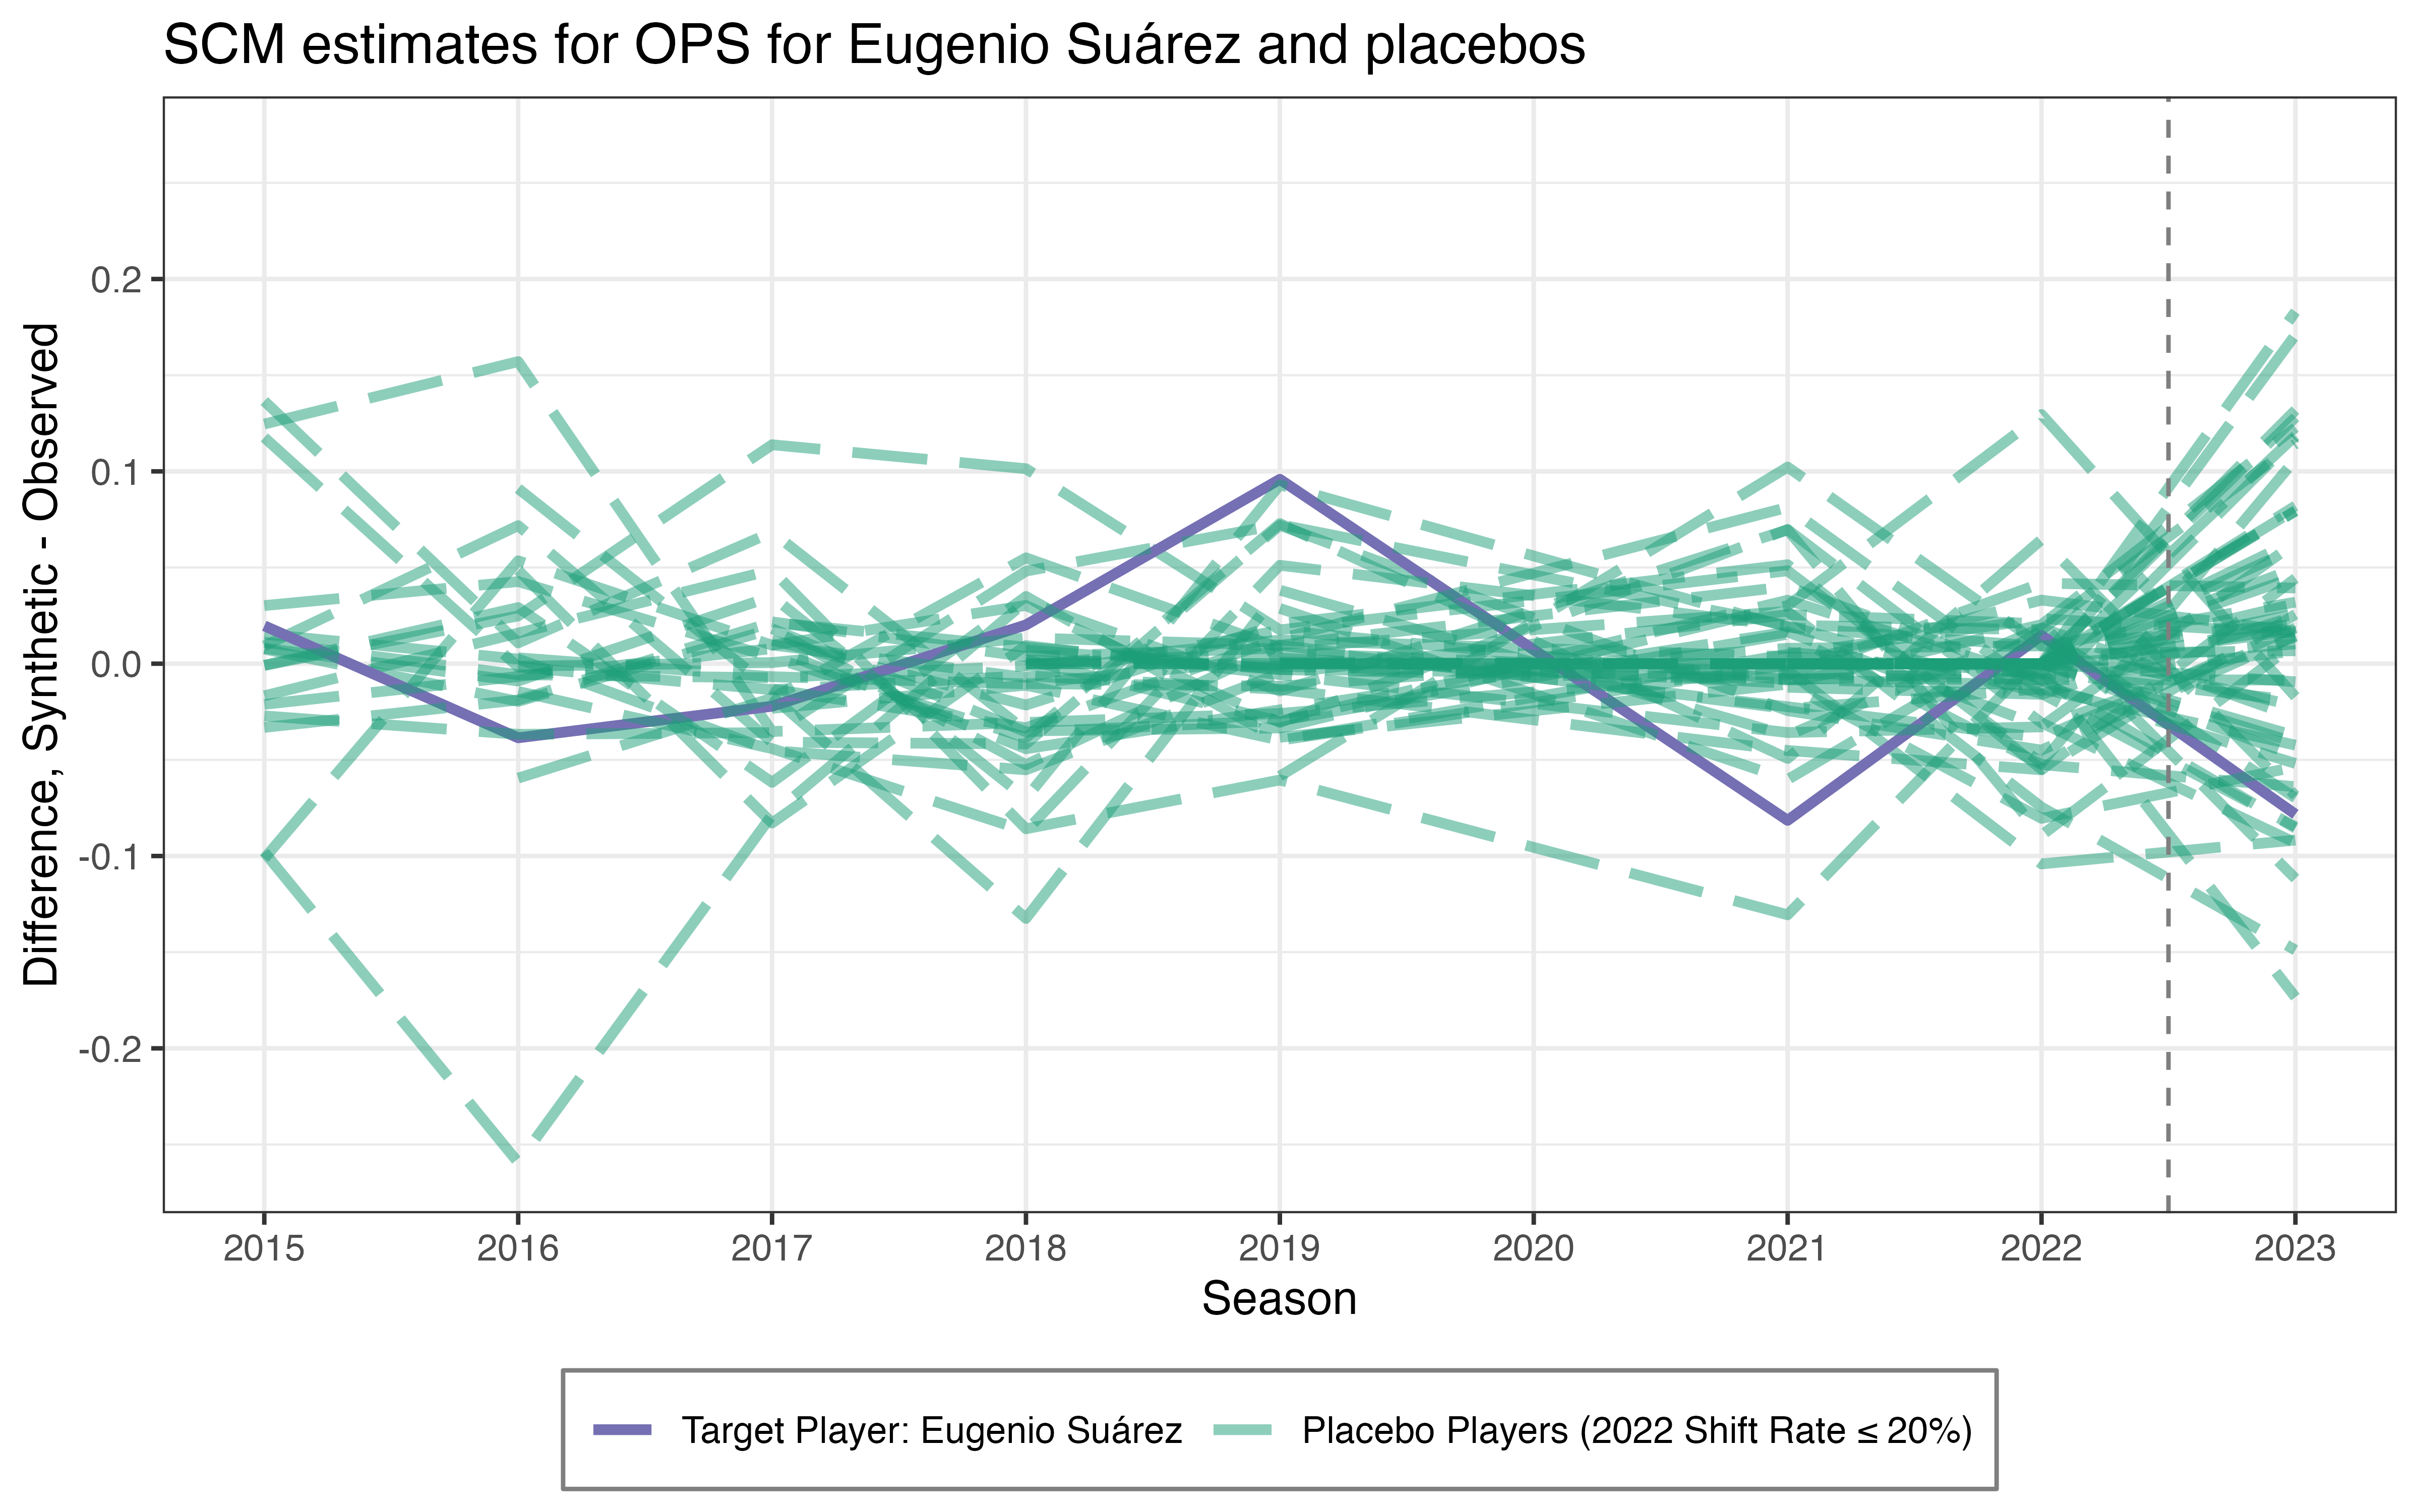 SCM estimates for OPS for Eugenio Suárez and placebos
Difference, Synthetic - Observed
0.2
0.1
0.0
-0.1
-0.2
2015 2016 2017 2018 2019 2020 2021 2022 2023
Season
Target Player: Eugenio Suárez Placebo Players (2022 Shift Rate ≤ 20%)